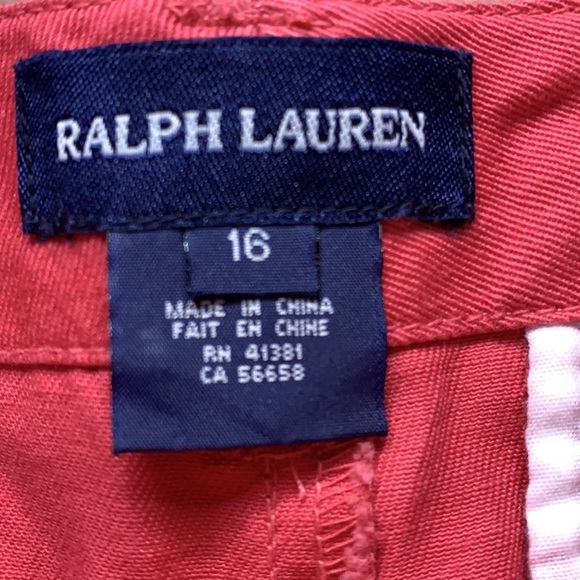 RALPH LAUREN
16
MADE IN CHINA
FAIT EN CHINE
RN 41381
CA 56658